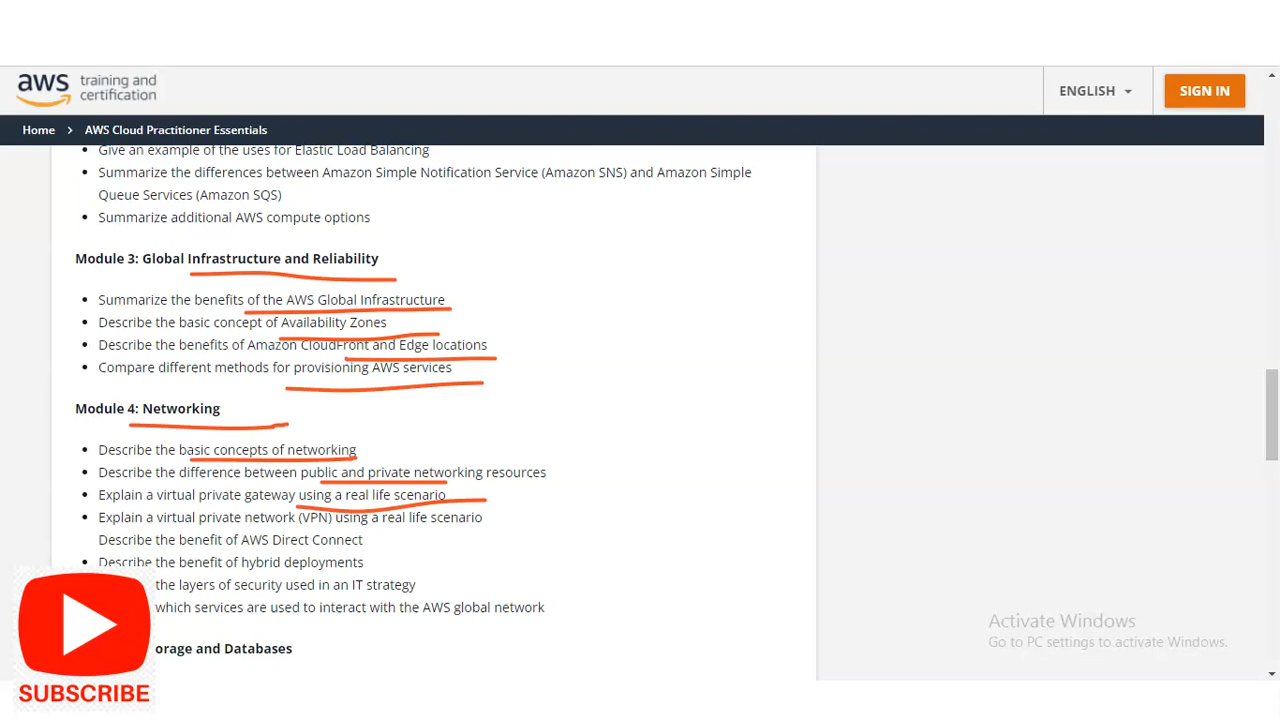 aws training and certification
ENGLISH
SIGN IN
Home > AWS Cloud Practitioner Essentials
• Give an example of the uses for Elastic Load Balancing
• Summarize the differences between Amazon Simple Notification Service (Amazon SNS) and Amazon Simple
Queue Services (Amazon SQS)
• Summarize additional AWS compute options
Module 3: Global Infrastructure and Reliability
• Summarize the benefits of the AWS Global Infrastructure
• Describe the basic concept of Availability Zones
• Describe the benefits of Amazon CloudFront and Edge locations
• Compare different methods for provisioning AWS services
Module 4: Networking
• Describe the basic concepts of networking
• Describe the difference between public and private networking resources
• Explain a virtual private gateway using a real life scenario
• Explain a virtual private network (VPN) using a real life scenario
Describe the benefit of AWS Direct Connect
• Describe the benefit of hybrid deployments
the layers of security used in an IT strategy
which services are used to interact with the AWS global network
orage and Databases
SUBSCRIBE
Activate Windows
Go to PC settings to activate Windows.